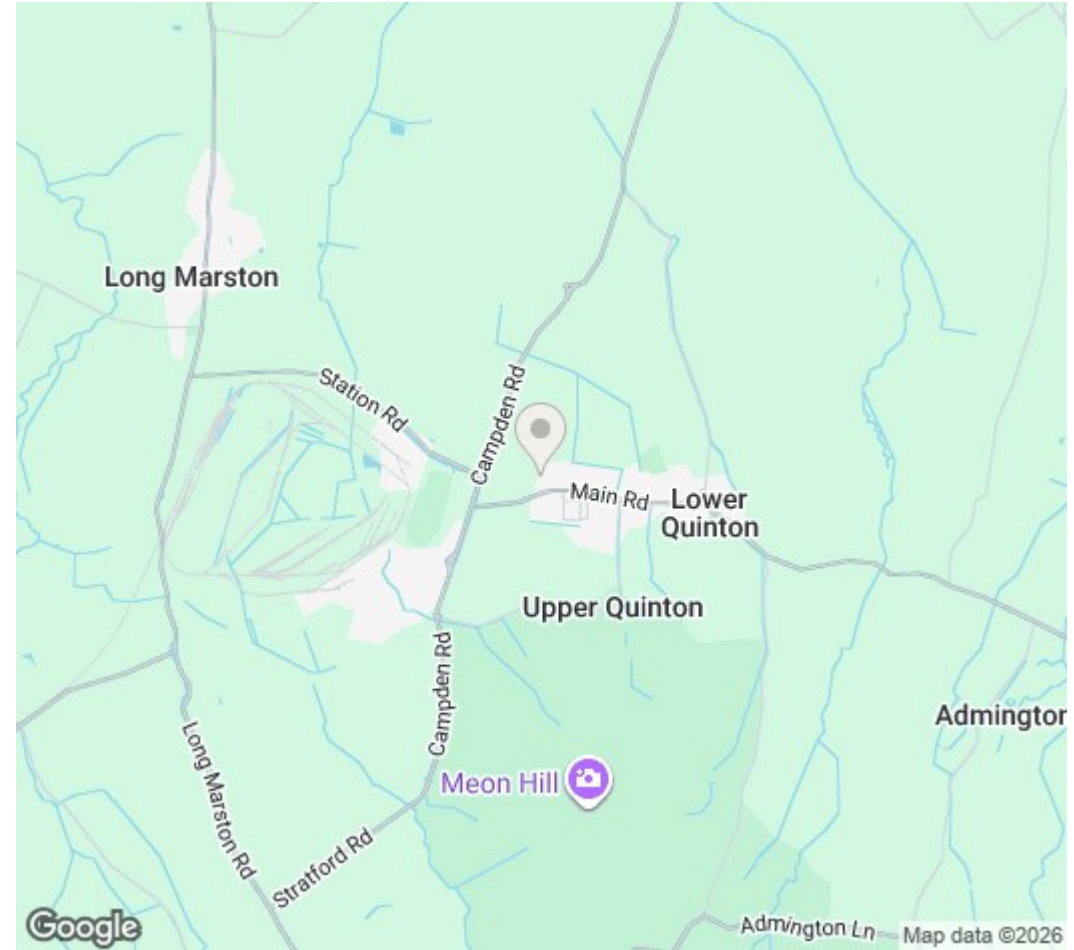 Long Marston
Station Rd
Campden Rd
Main Rd
Lower
Quinton
Upper Quinton
Campden Rd
Admington
Long Marston Rd
Meon Hill
Stratford Rd
Admington Ln
Google
Map data ©2026